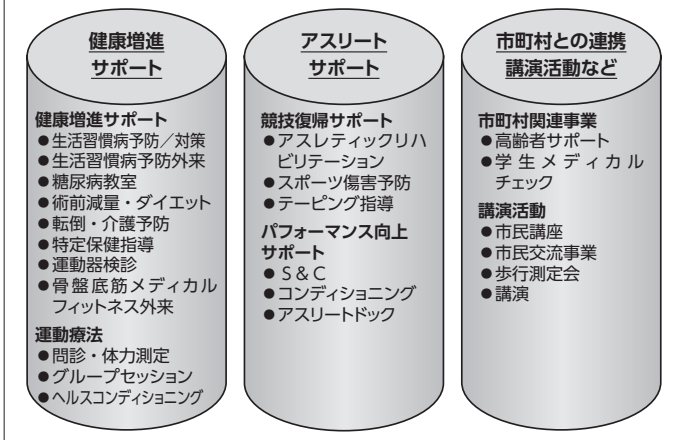 健康増進
サポート
健康増進サポート
●生活習慣病予防／対策
●生活習慣病予防外来
●糖尿病教室
●術前減量・ダイエット
●転倒・介護予防
●特定保健指導
●運動器検診
●骨盤底筋メディカル
フィットネス外来
運動療法
●問診・体力測定
●グループセッション
●ヘルスコンディショニング
アスリート
サポート
競技復帰サポート
●アスレティックリハ
ビリテーション
●スポーツ傷害予防
●テーピング指導
パフォーマンス向上
サポート
●Ｓ＆Ｃ
●コンディショニング
●アスリートドック
市町村との連携
講演活動など
市町村関連事業
●高齢者サポート
●学生メディカル
チェック
講演活動
●市民講座
●市民交流事業
●歩行測定会
●講演